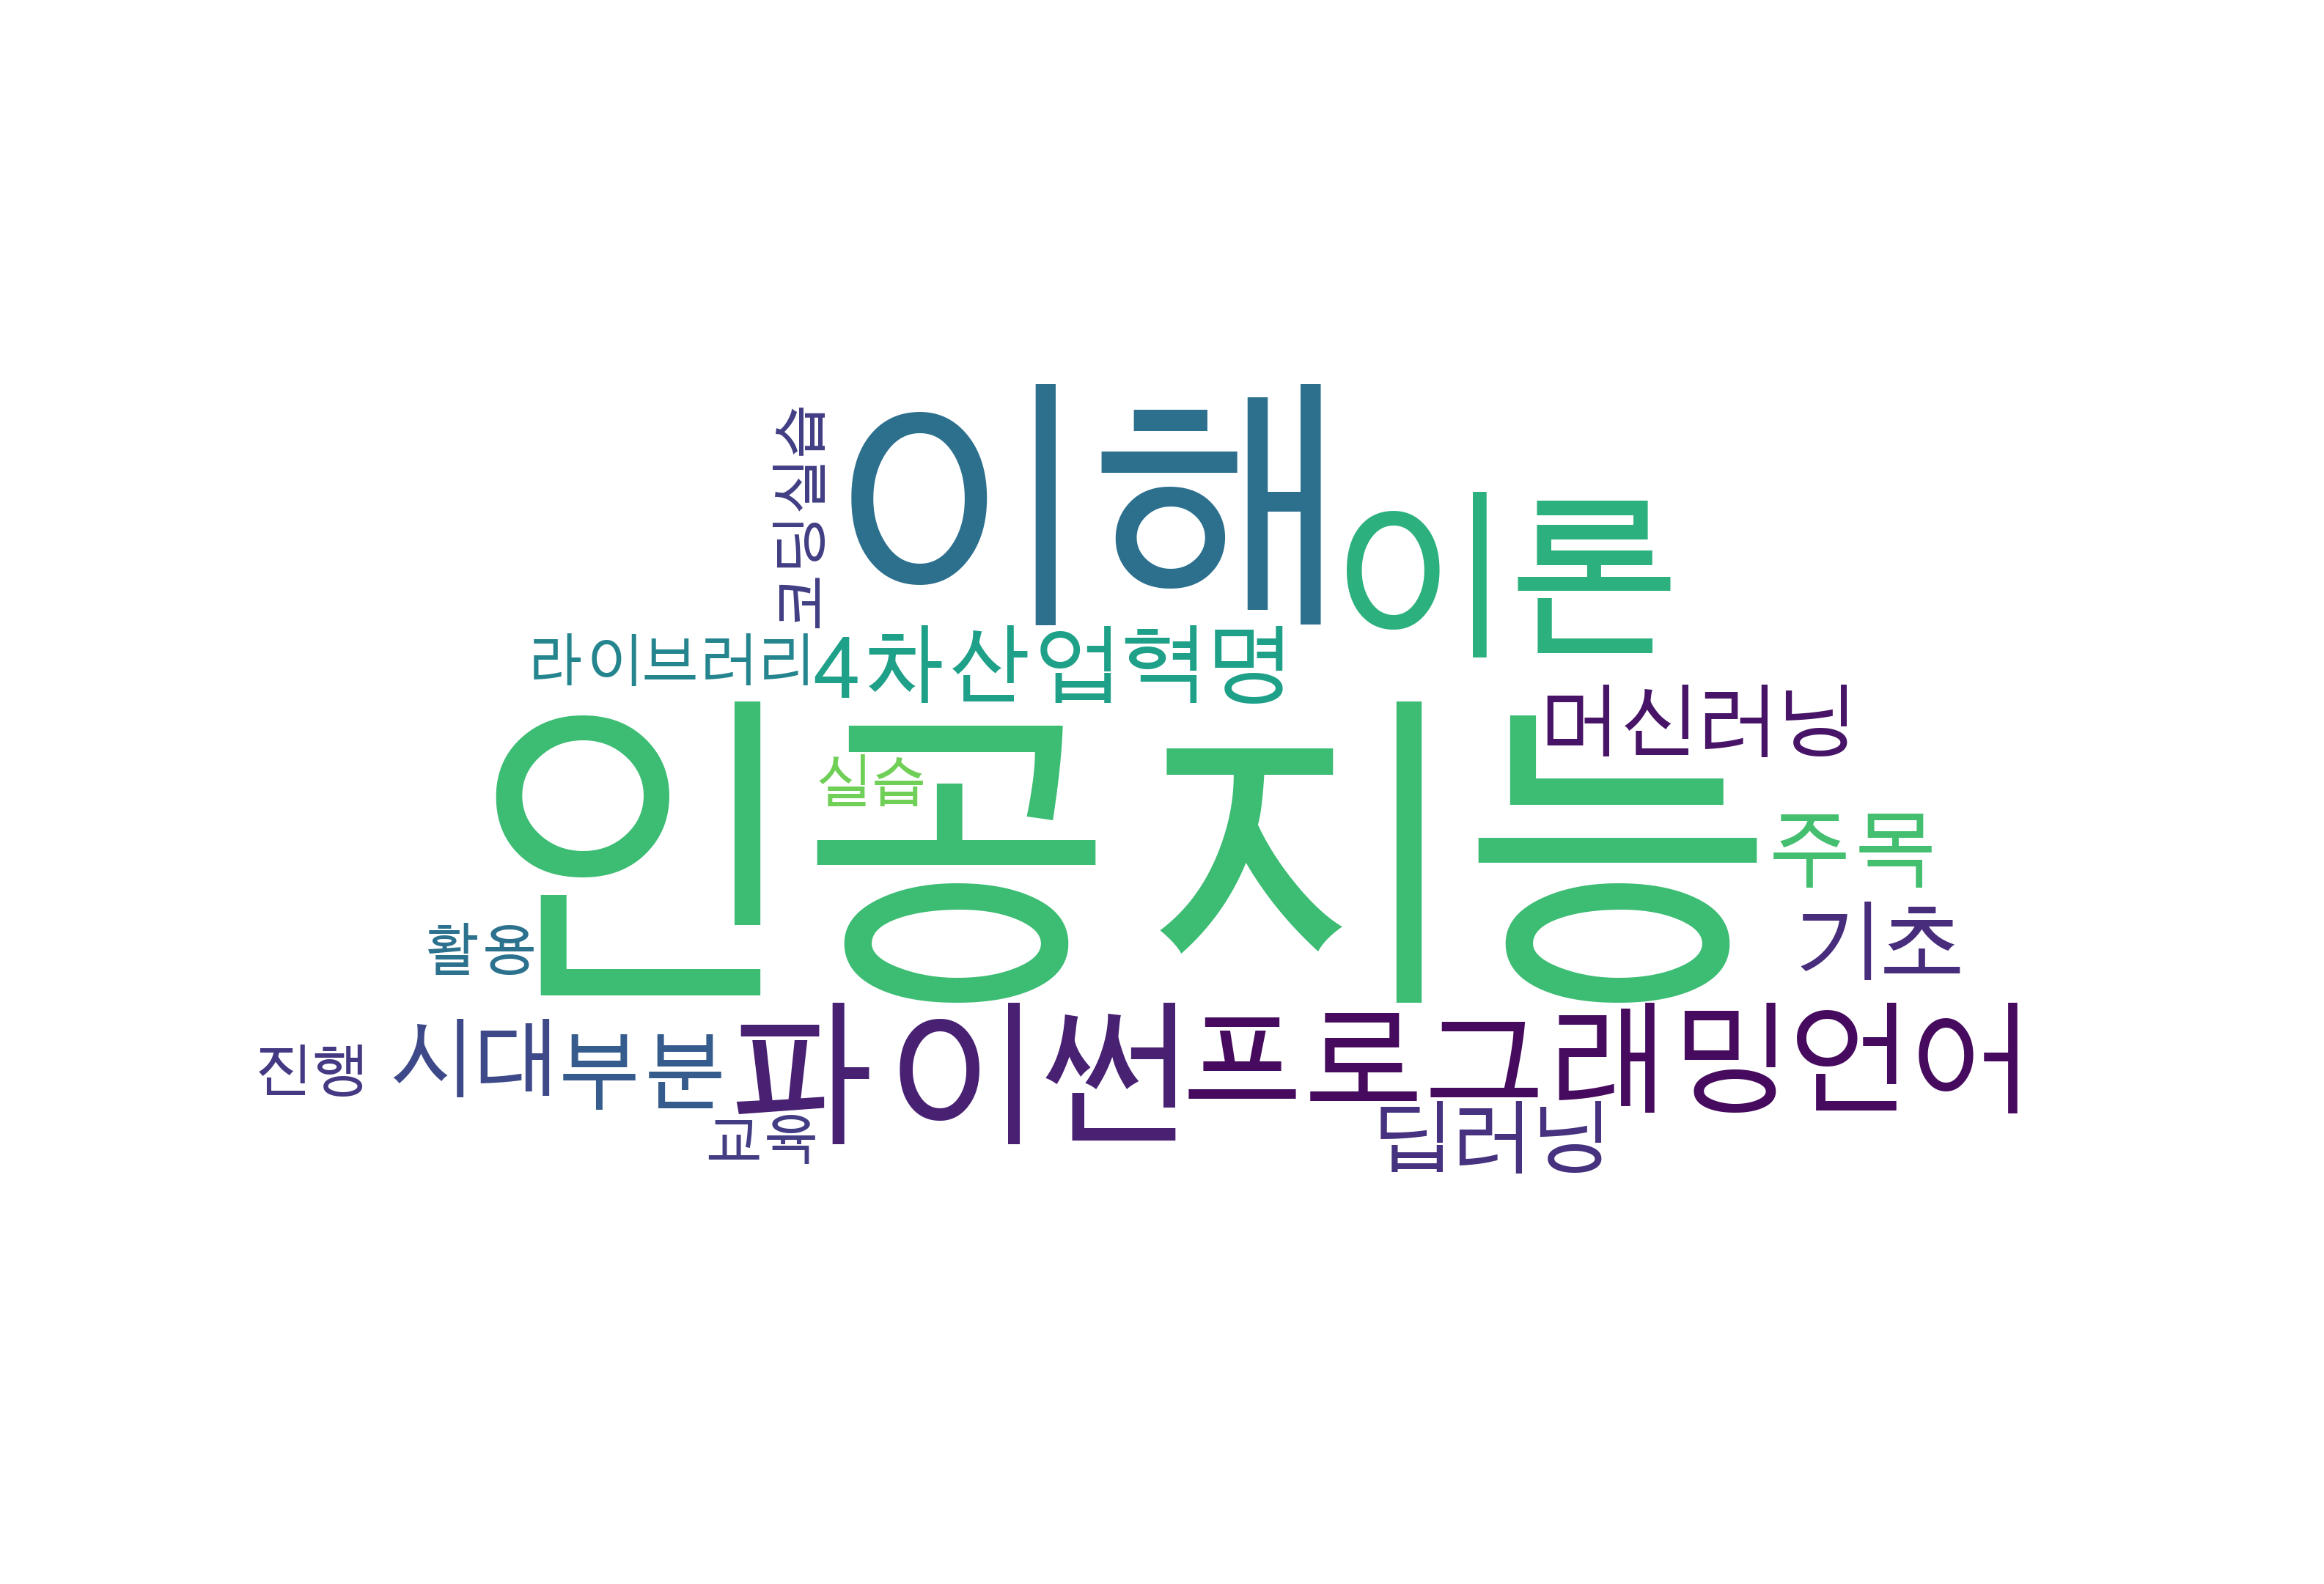 코딩실습
이해
이론
라이브러리
4차산업혁명
머신러닝
인공지능
실습
주목
기초
활용
진행
시대
부분
파이썬
프로그래밍언어
교육
딥러닝